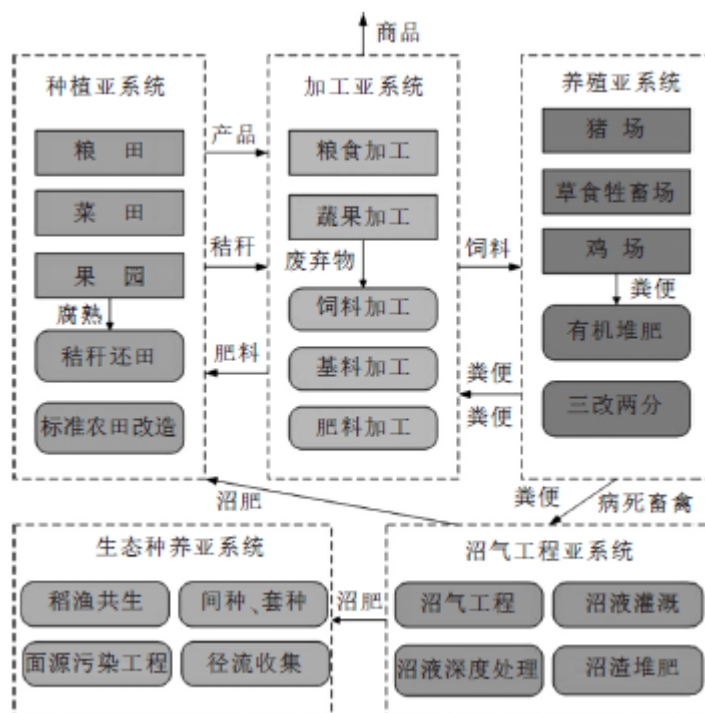 商品
种植亚系统
粮 田
菜 田
果 园
腐熟
秸秆还田
标准农田改造
产品
秸秆
肥料
加工亚系统
粮食加工
蔬果加工
废弃物
饲料加工
基料加工
肥料加工
饲料
粪便
粪便
养殖亚系统
猪 场
草食牲畜场
鸡 场
粪便
有机堆肥
三改两分
沼肥
粪便
病死畜禽
生态种养亚系统
稻渔共生
间种、套种
面源污染工程
径流收集
沼肥
沼气工程亚系统
沼气工程
沼液灌溉
沼液深度处理
沼渣堆肥